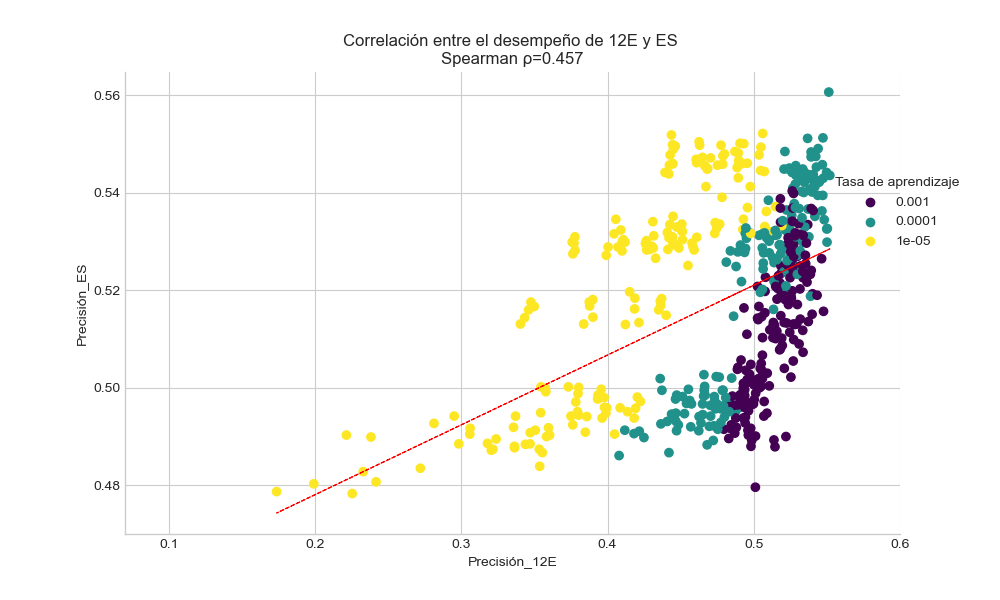 Correlación entre el desempeño de 12E y ES
Spearman ρ=0.457
0.56
0.54
0.52
0.50
0.48
Precisión_ES
Tasa de aprendizaje
0.001
0.0001
1e-05
0.1
0.2
0.3
0.4
0.5
0.6
Precisión_12E